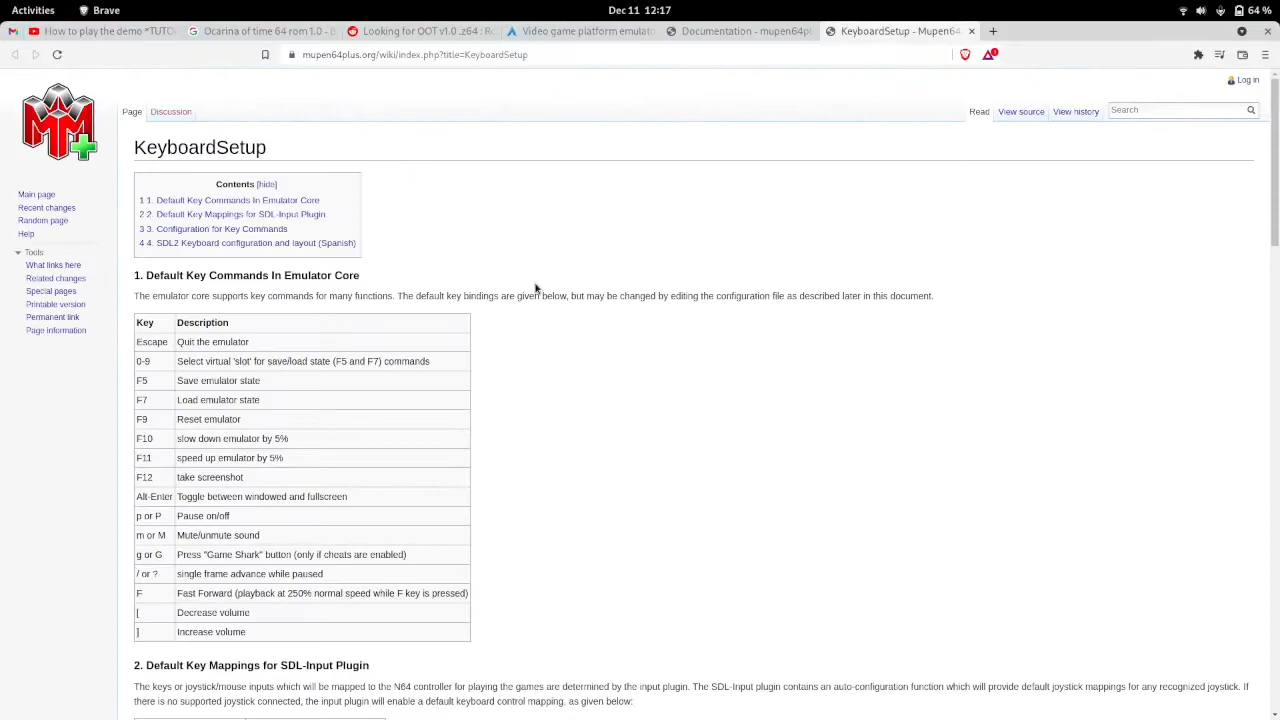 Activities Brave Dec 11 12:17 64 %
How to play the demo *TUTO Ocarina of time 64 rom 1.0 - B Looking for OOT v1.0 .z64 : Ro Video game platform emulato Documentation - mupen64pl KeyboardSetup - Mupen64
mupen64plus.org/wiki/index.php?title=KeyboardSetup
Log in
Page Discussion Read View source View history Search
KeyboardSetup
Contents [hide]
1 1. Default Key Commands In Emulator Core
2 2. Default Key Mappings for SDL-Input Plugin
3 3. Configuration for Key Commands
4 4. SDL2 Keyboard configuration and layout (Spanish)
Main page
Recent changes
Random page
Help
Tools
What links here
Related changes
Special pages
Printable version
Permanent link
Page information
1. Default Key Commands In Emulator Core
The emulator core supports key commands for many functions. The default key bindings are given below, but may be changed by editing the configuration file as described later in this document.
Key Description
Escape Quit the emulator
0-9 Select virtual 'slot' for save/load state (F5 and F7) commands
F5 Save emulator state
F7 Load emulator state
F9 Reset emulator
F10 slow down emulator by 5%
F11 speed up emulator by 5%
F12 take screenshot
Alt-Enter Toggle between windowed and fullscreen
p or P Pause on/off
m or M Mute/unmute sound
g or G Press "Game Shark" button (only if cheats are enabled)
/ or ? single frame advance while paused
F Fast Forward (playback at 250% normal speed while F key is pressed)
[ Decrease volume
] Increase volume
2. Default Key Mappings for SDL-Input Plugin
The keys or joystick/mouse inputs which will be mapped to the N64 controller for playing the games are determined by the input plugin. The SDL-Input plugin contains an auto-configuration function which will provide default joystick mappings for any recognized joystick. If
there is no supported joystick connected, the input plugin will enable a default keyboard control mapping, as given below: